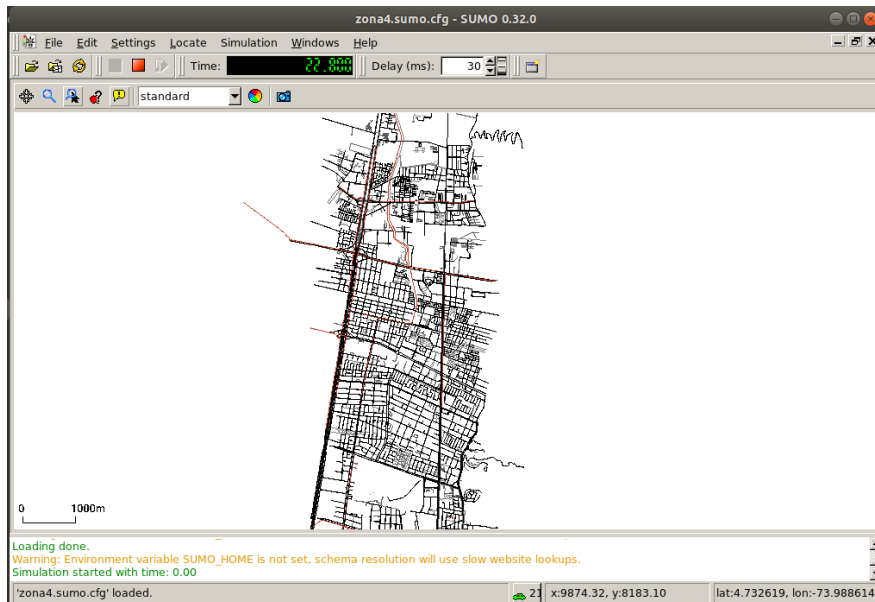 zona4.sumo.cfg - SUMO 0.32.0
File Edit Settings Locate Simulation Windows Help
Time: 22.800 Delay (ms): 30
standard
0 1000m
Loading done.
Warning: Environment variable SUMO_HOME is not set, schema resolution will use slow website lookups.
Simulation started with time: 0.00
'zona4.sumo.cfg' loaded. x:9874.32, y:8183.10 lat:4.732619, lon:-73.988614